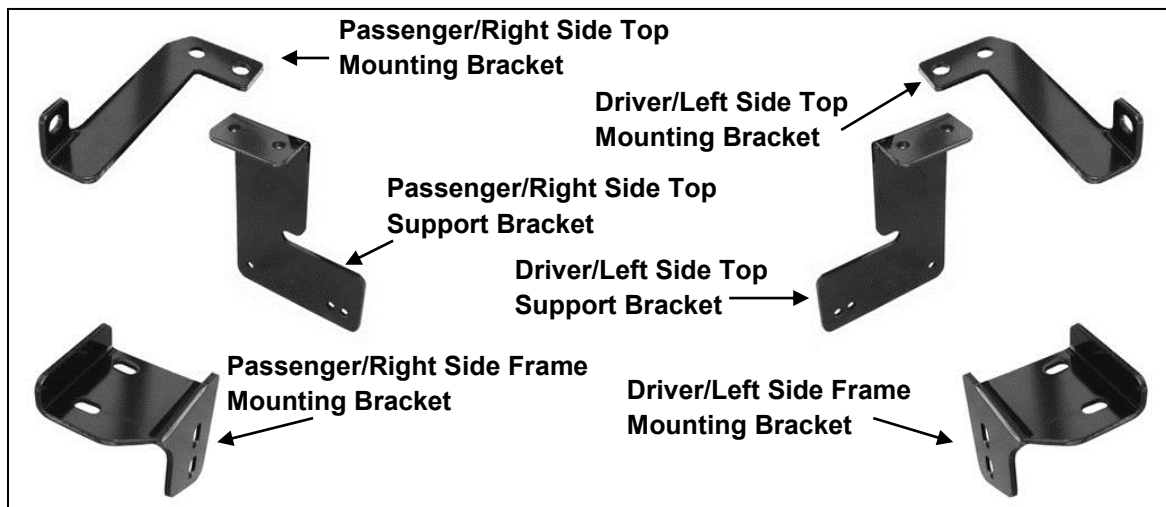 Passenger/Right Side Top
Mounting Bracket
Driver/Left Side Top
Mounting Bracket
Passenger/Right Side Top
Support Bracket
Driver/Left Side Top
Support Bracket
Passenger/Right Side Frame
Mounting Bracket
Driver/Left Side Frame
Mounting Bracket